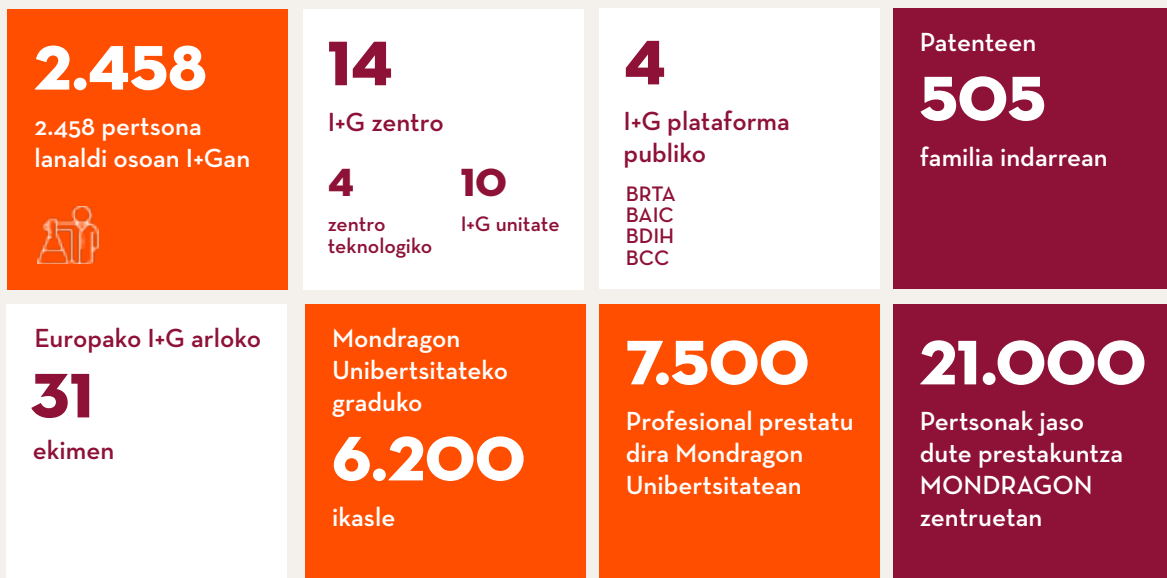 2.458
2.458 pertsona
lanaldi osoan I+Gan
14
I+G zentro
4
zentro
teknologiko
10
I+G unitate
4
I+G plataforma
publiko
BRTA
BAIC
BDIH
BCC
Patenteen
505
familia indarrean
Europako I+G arloko
31
ekimen
Mondragon
Unibertsitateko
graduko
6.200
ikasle
7.500
Profesional prestatu
dira Mondragon
Unibertsitatean
21.000
Pertsonak jaso
dute prestakuntza
MONDRAGON
zentruetan